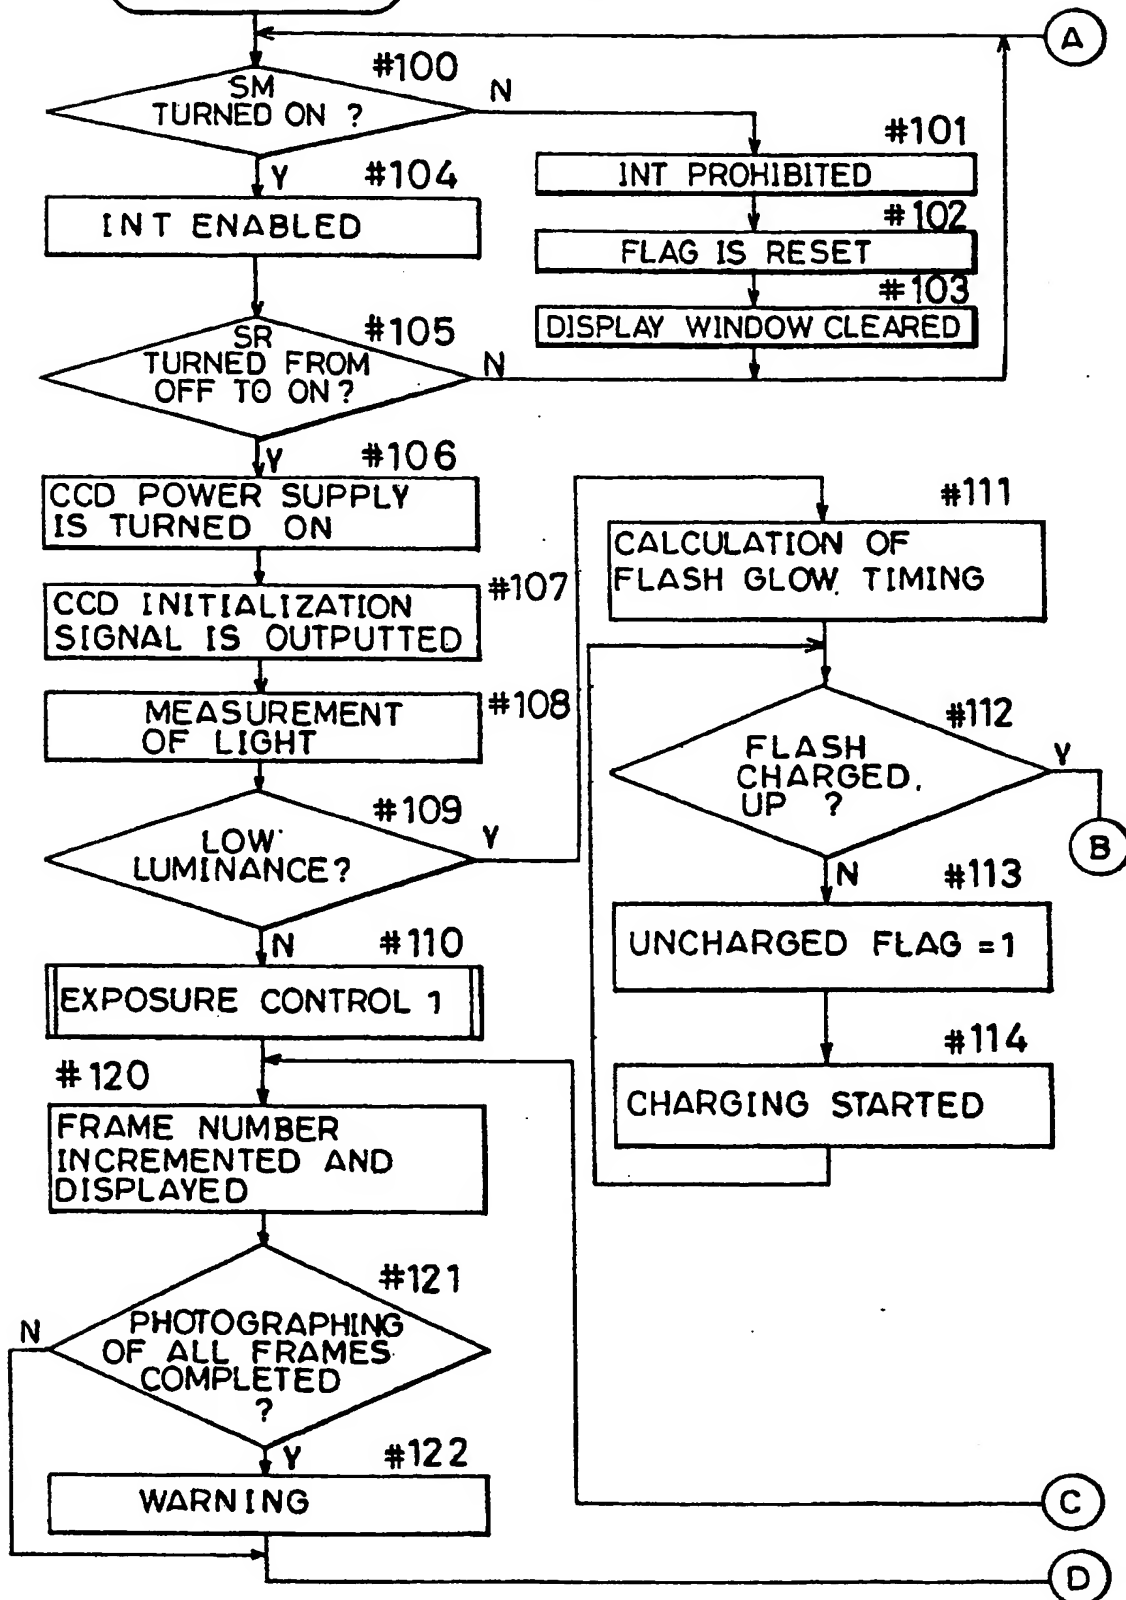 A
#100
SM
TURNED ON ?
N
Y
#101
INT PROHIBITED
#102
FLAG IS RESET
#103
DISPLAY WINDOW CLEARED
#104
INT ENABLED
#105
SR
TURNED FROM
OFF TO ON?
N
Y
#106
CCD POWER SUPPLY
IS TURNED ON
#107
CCD INITIALIZATION
SIGNAL IS OUTPUTTED
#108
MEASUREMENT
OF LIGHT
#109
LOW
LUMINANCE?
Y
N
#110
EXPOSURE CONTROL 1
#111
CALCULATION OF
FLASH GLOW TIMING
#112
FLASH
CHARGED
UP ?
Y
B
N
#113
UNCHARGED FLAG =1
#114
CHARGING STARTED
#120
FRAME NUMBER
INCREMENTED AND
DISPLAYED
#121
PHOTOGRAPHING
OF ALL FRAMES
COMPLETED
?
N
Y
#122
WARNING
C
D